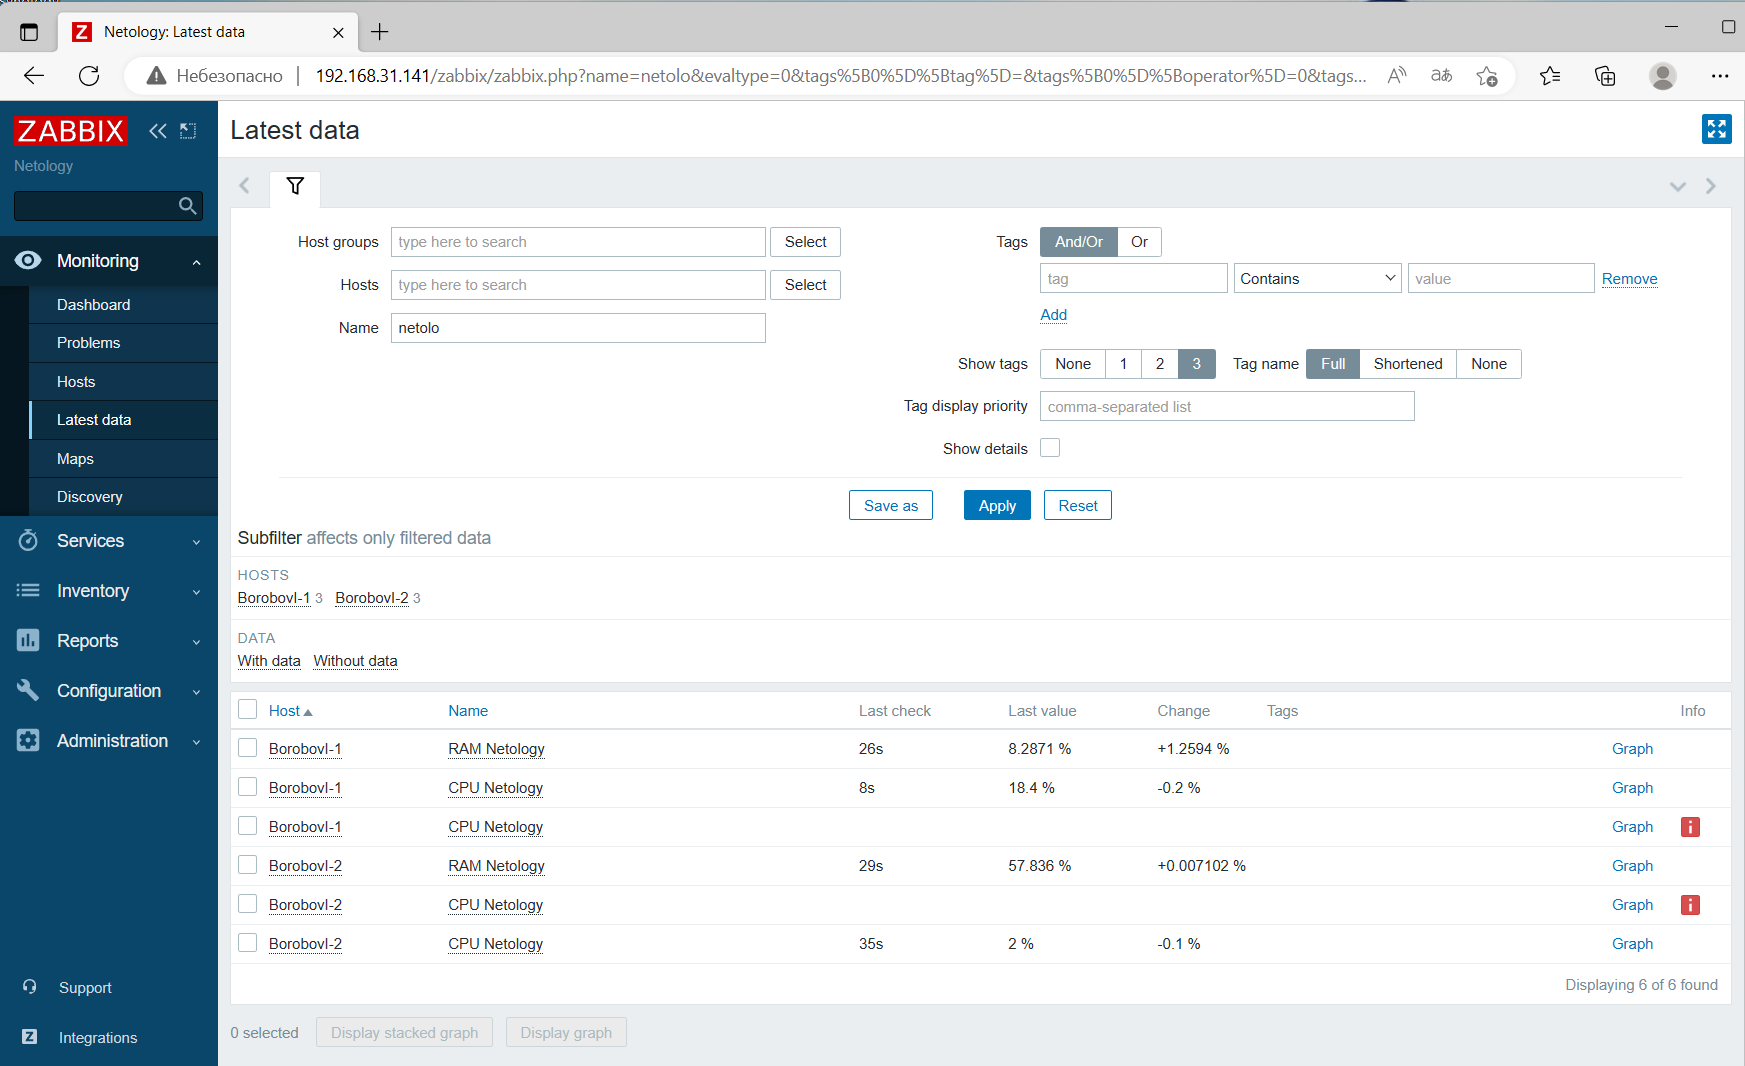 Netology: Latest data
Небезопасно 192.168.31.141/zabbix/zabbix.php?name=netolo&evaltype=0&tags%5B0%5D%5Btag%5D=&tags%5B0%5D%5Boperator%5D=0&tags...
ZABBIX
Netology
Monitoring
Dashboard
Problems
Hosts
Latest data
Maps
Discovery
Services
Inventory
Reports
Configuration
Administration
Support
Integrations
Latest data
Host groups type here to search Select
Hosts type here to search Select
Name netolo
Tags And/Or Or
tag Contains value Remove
Add
Show tags None 1 2 3 Tag name Full Shortened None
Tag display priority comma-separated list
Show details
Save as Apply Reset
Subfilter affects only filtered data
HOSTS
BorobovI-1 3 BorobovI-2 3
DATA
With data Without data
Host Name Last check Last value Change Tags Info
BorobovI-1 RAM Netology 26s 8.2871 % +1.2594 % Graph
BorobovI-1 CPU Netology 8s 18.4 % -0.2 % Graph
BorobovI-1 CPU Netology Graph
BorobovI-2 RAM Netology 29s 57.836 % +0.007102 % Graph
BorobovI-2 CPU Netology Graph
BorobovI-2 CPU Netology 35s 2 % -0.1 % Graph
Displaying 6 of 6 found
0 selected Display stacked graph Display graph